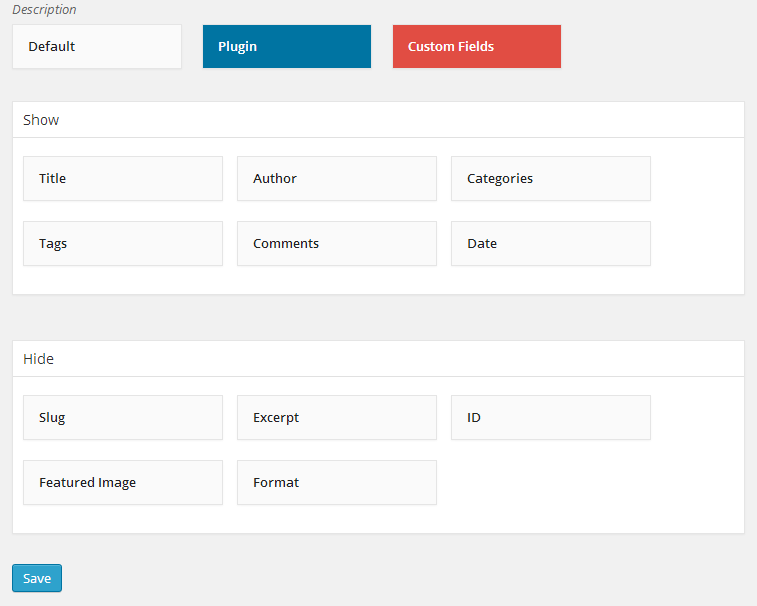 Description
Default Plugin Custom Fields
Show
Title Author Categories
Tags Comments Date
Hide
Slug Excerpt ID
Featured Image Format
Save